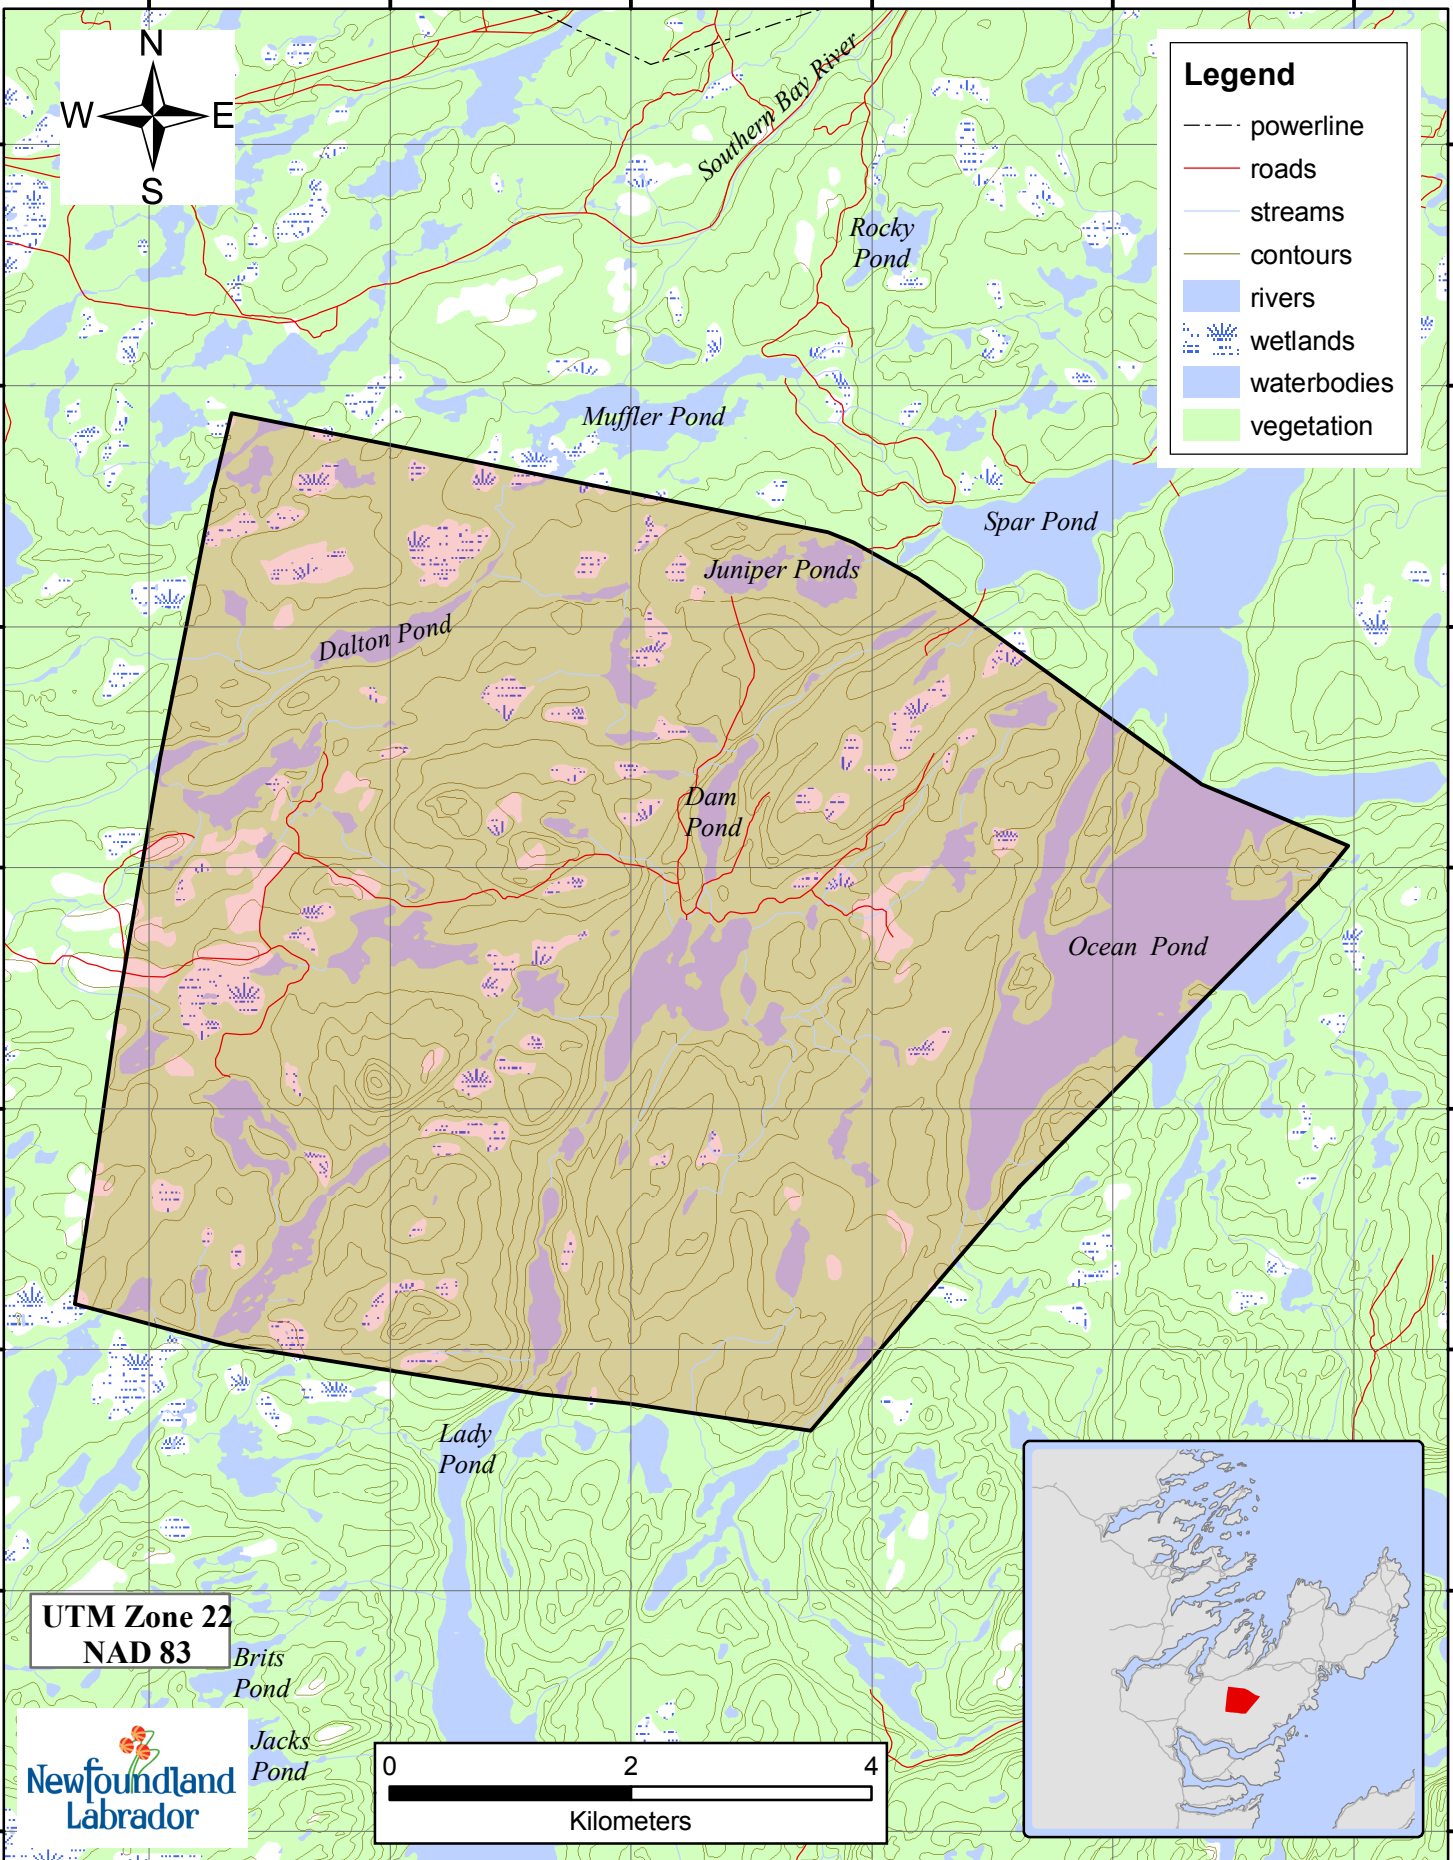 N
W E
S
Southern Bay River
Legend
powerline
roads
streams
contours
rivers
wetlands
waterbodies
vegetation
Rocky
Pond
Muffler Pond
Spar Pond
Juniper Ponds
Dalton Pond
Dam
Pond
Ocean Pond
Lady
Pond
UTM Zone 22
NAD 83
Brits
Pond
Jacks
Pond
Newfoundland
Labrador
0 2 4
Kilometers